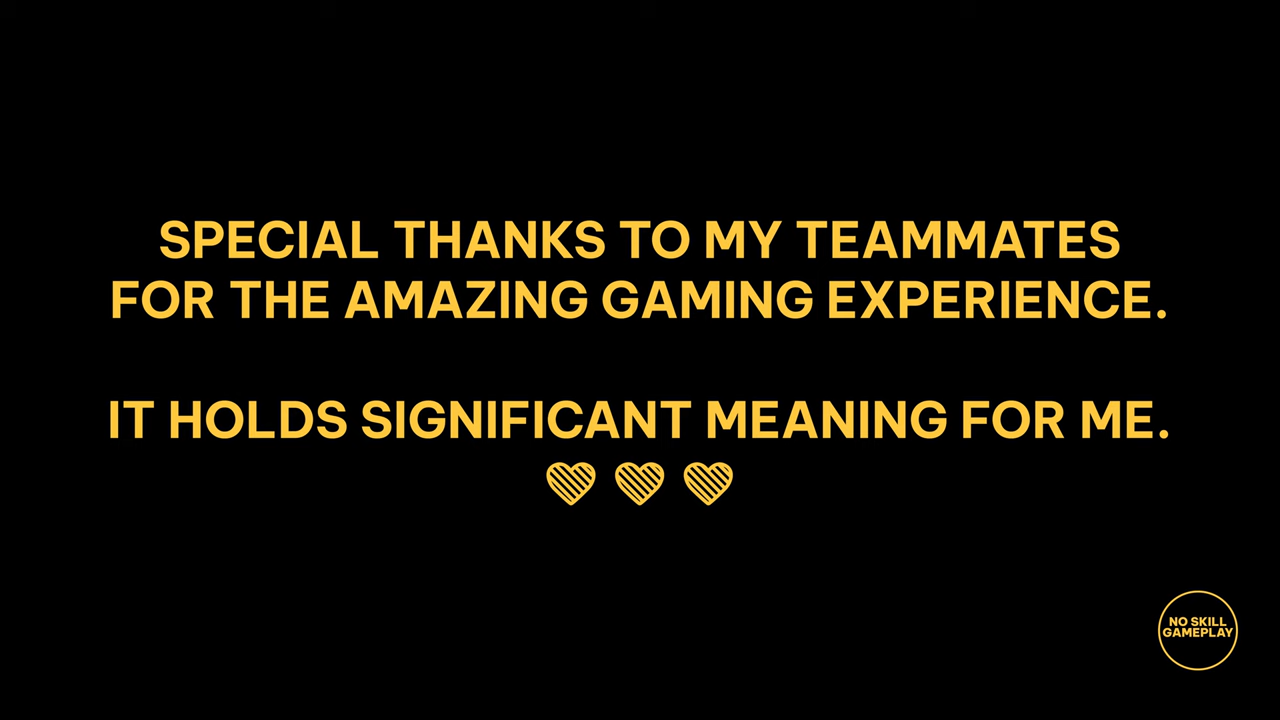 SPECIAL THANKS TO MY TEAMMATES
FOR THE AMAZING GAMING EXPERIENCE.
IT HOLDS SIGNIFICANT MEANING FOR ME.
NO SKILL
GAMEPLAY